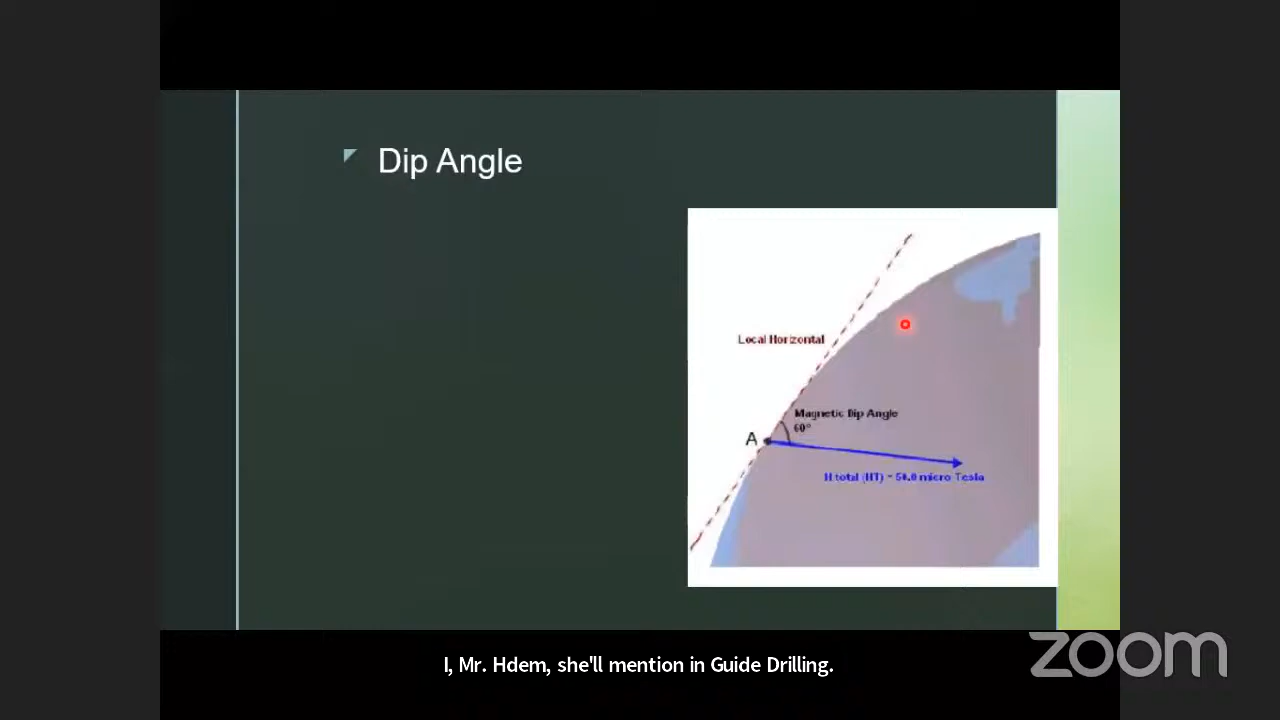 Dip Angle
Local Horizontal
Magnetic Dip Angle
60°
A
H total (HT) = 50.0 micro Tesla
I, Mr. Hdem, she'll mention in Guide Drilling.
zoom